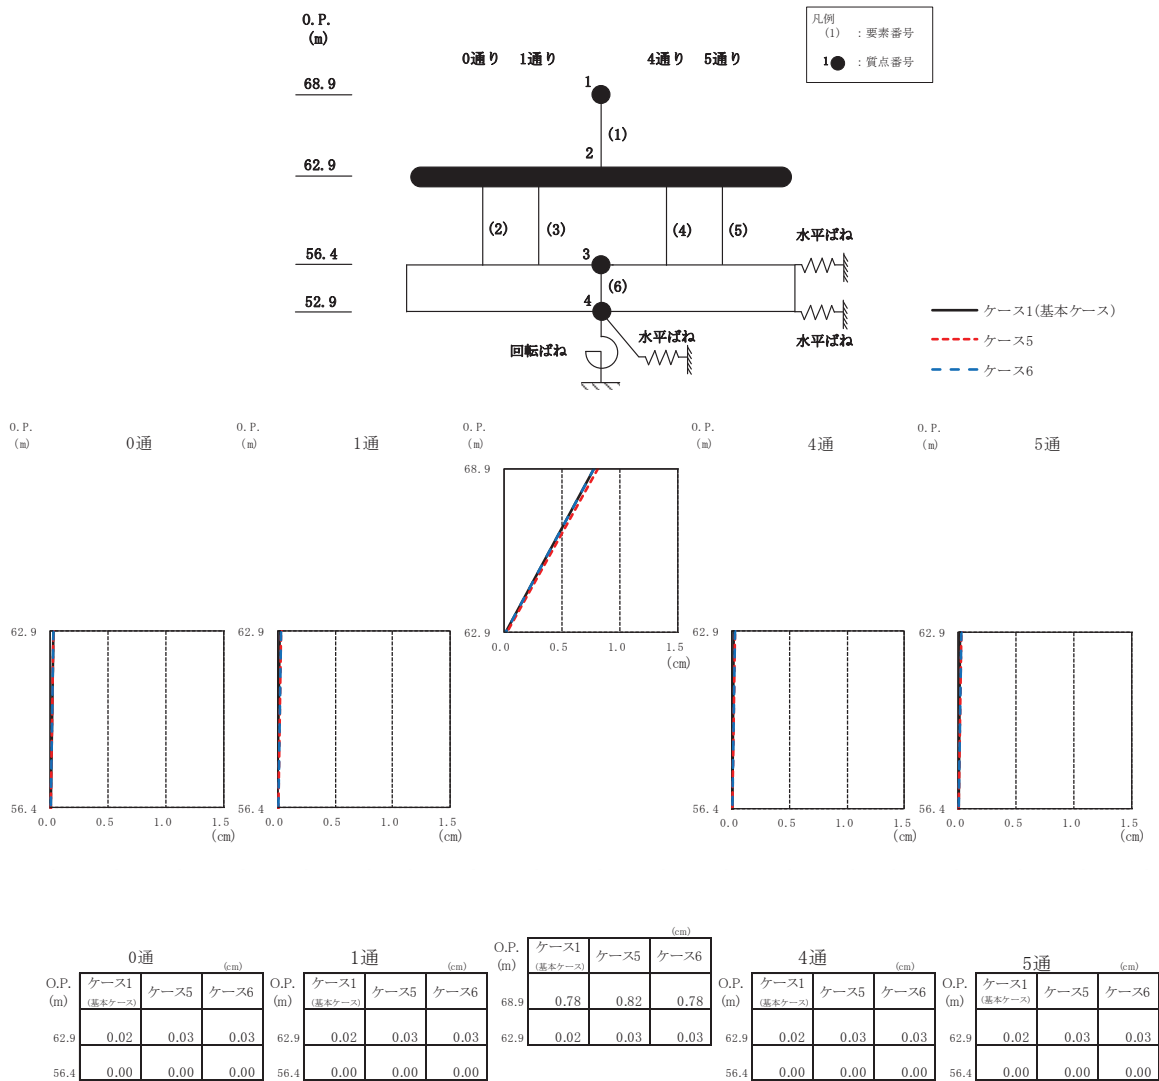 O.P.
(m)
凡例
(1) ：要素番号
1 ：質点番号
0通り 1通り 4通り 5通り
68.9
1
(1)
2
62.9
(2) (3) (4) (5)
水平ばね
56.4
3
(6)
52.9
4
水平ばね
水平ばね
回転ばね
ケース1(基本ケース)
ケース5
ケース6
O.P.
(m)
0通
O.P.
(m)
1通
O.P.
(m)
O.P.
(m)
4通
O.P.
(m)
5通
68.9
62.9
0.0 0.5 1.0 1.5
(cm)
62.9
56.4
0.0 0.5 1.0 1.5
(cm)
62.9
56.4
0.0 0.5 1.0 1.5
(cm)
62.9
56.4
0.0 0.5 1.0 1.5
(cm)
62.9
56.4
0.0 0.5 1.0 1.5
(cm)
0通 (cm)
O.P.
(m)
ケース1
(基本ケース)
ケース5 ケース6
62.9 0.02 0.03 0.03
56.4 0.00 0.00 0.00
1通 (cm)
O.P.
(m)
ケース1
(基本ケース)
ケース5 ケース6
62.9 0.02 0.03 0.03
56.4 0.00 0.00 0.00
(cm)
O.P.
(m)
ケース1
(基本ケース)
ケース5 ケース6
68.9 0.78 0.82 0.78
62.9 0.02 0.03 0.03
4通 (cm)
O.P.
(m)
ケース1
(基本ケース)
ケース5 ケース6
62.9 0.02 0.03 0.03
56.4 0.00 0.00 0.00
5通 (cm)
O.P.
(m)
ケース1
(基本ケース)
ケース5 ケース6
62.9 0.02 0.03 0.03
56.4 0.00 0.00 0.00